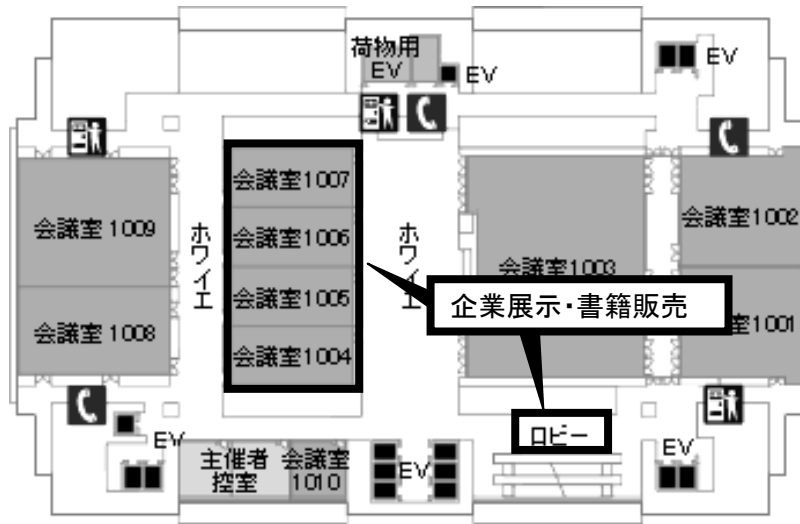 荷物用
EV
EV
EV
会議室1007
会議室1009
会議室1006
会議室1005
会議室1008
会議室1004
ホワイエ
ホワイエ
会議室1002
会議室1003
企業展示・書籍販売
室1001
ロビー
EV
主催者
控室
会議室
1010
EV
EV